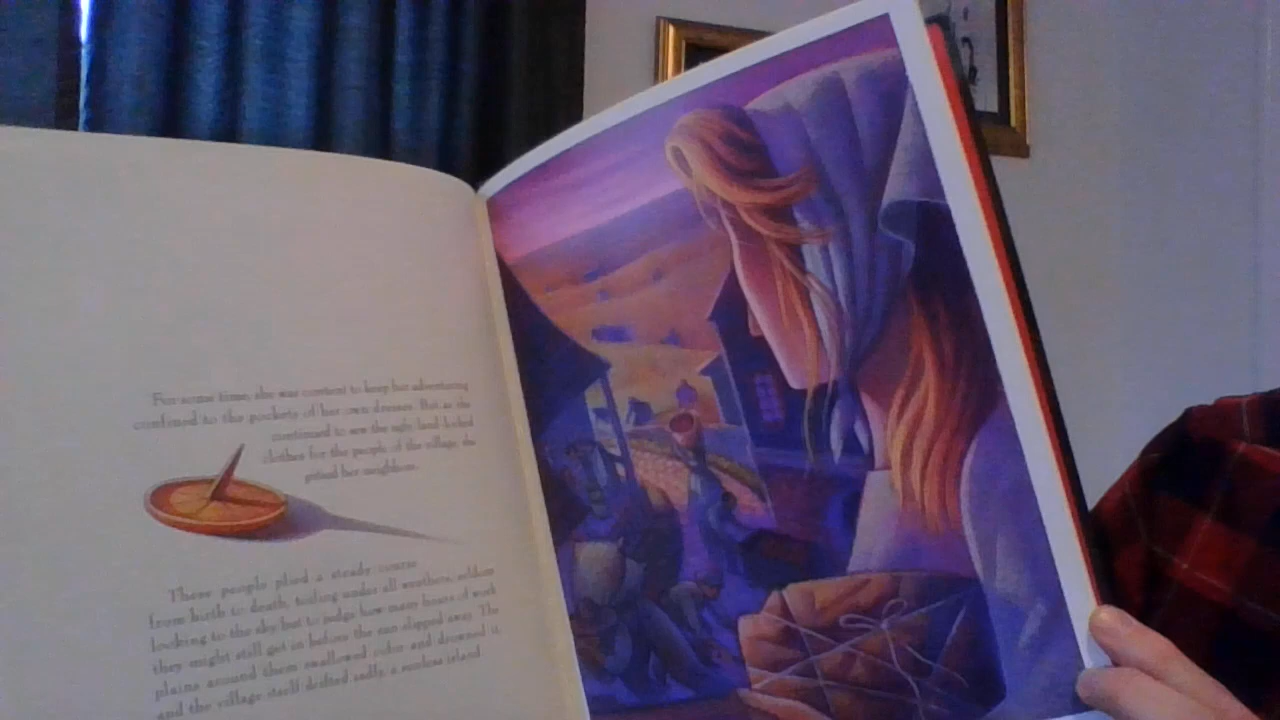 For some time, she was content to keep her adventuring
confined to the pockets of her own dresses. But as she
continued to sew the safe, land-locked
clothes for the people of the village, she
pitied her neighbors.
These people plied a steady course
from birth to death, toiling under all weathers, seldom
looking to the sky but to judge how many hours of work
they might still get in before the sun slipped away. The
plains around them swallowed color and drowned it,
and the village itself drifted sadly, a sunless island